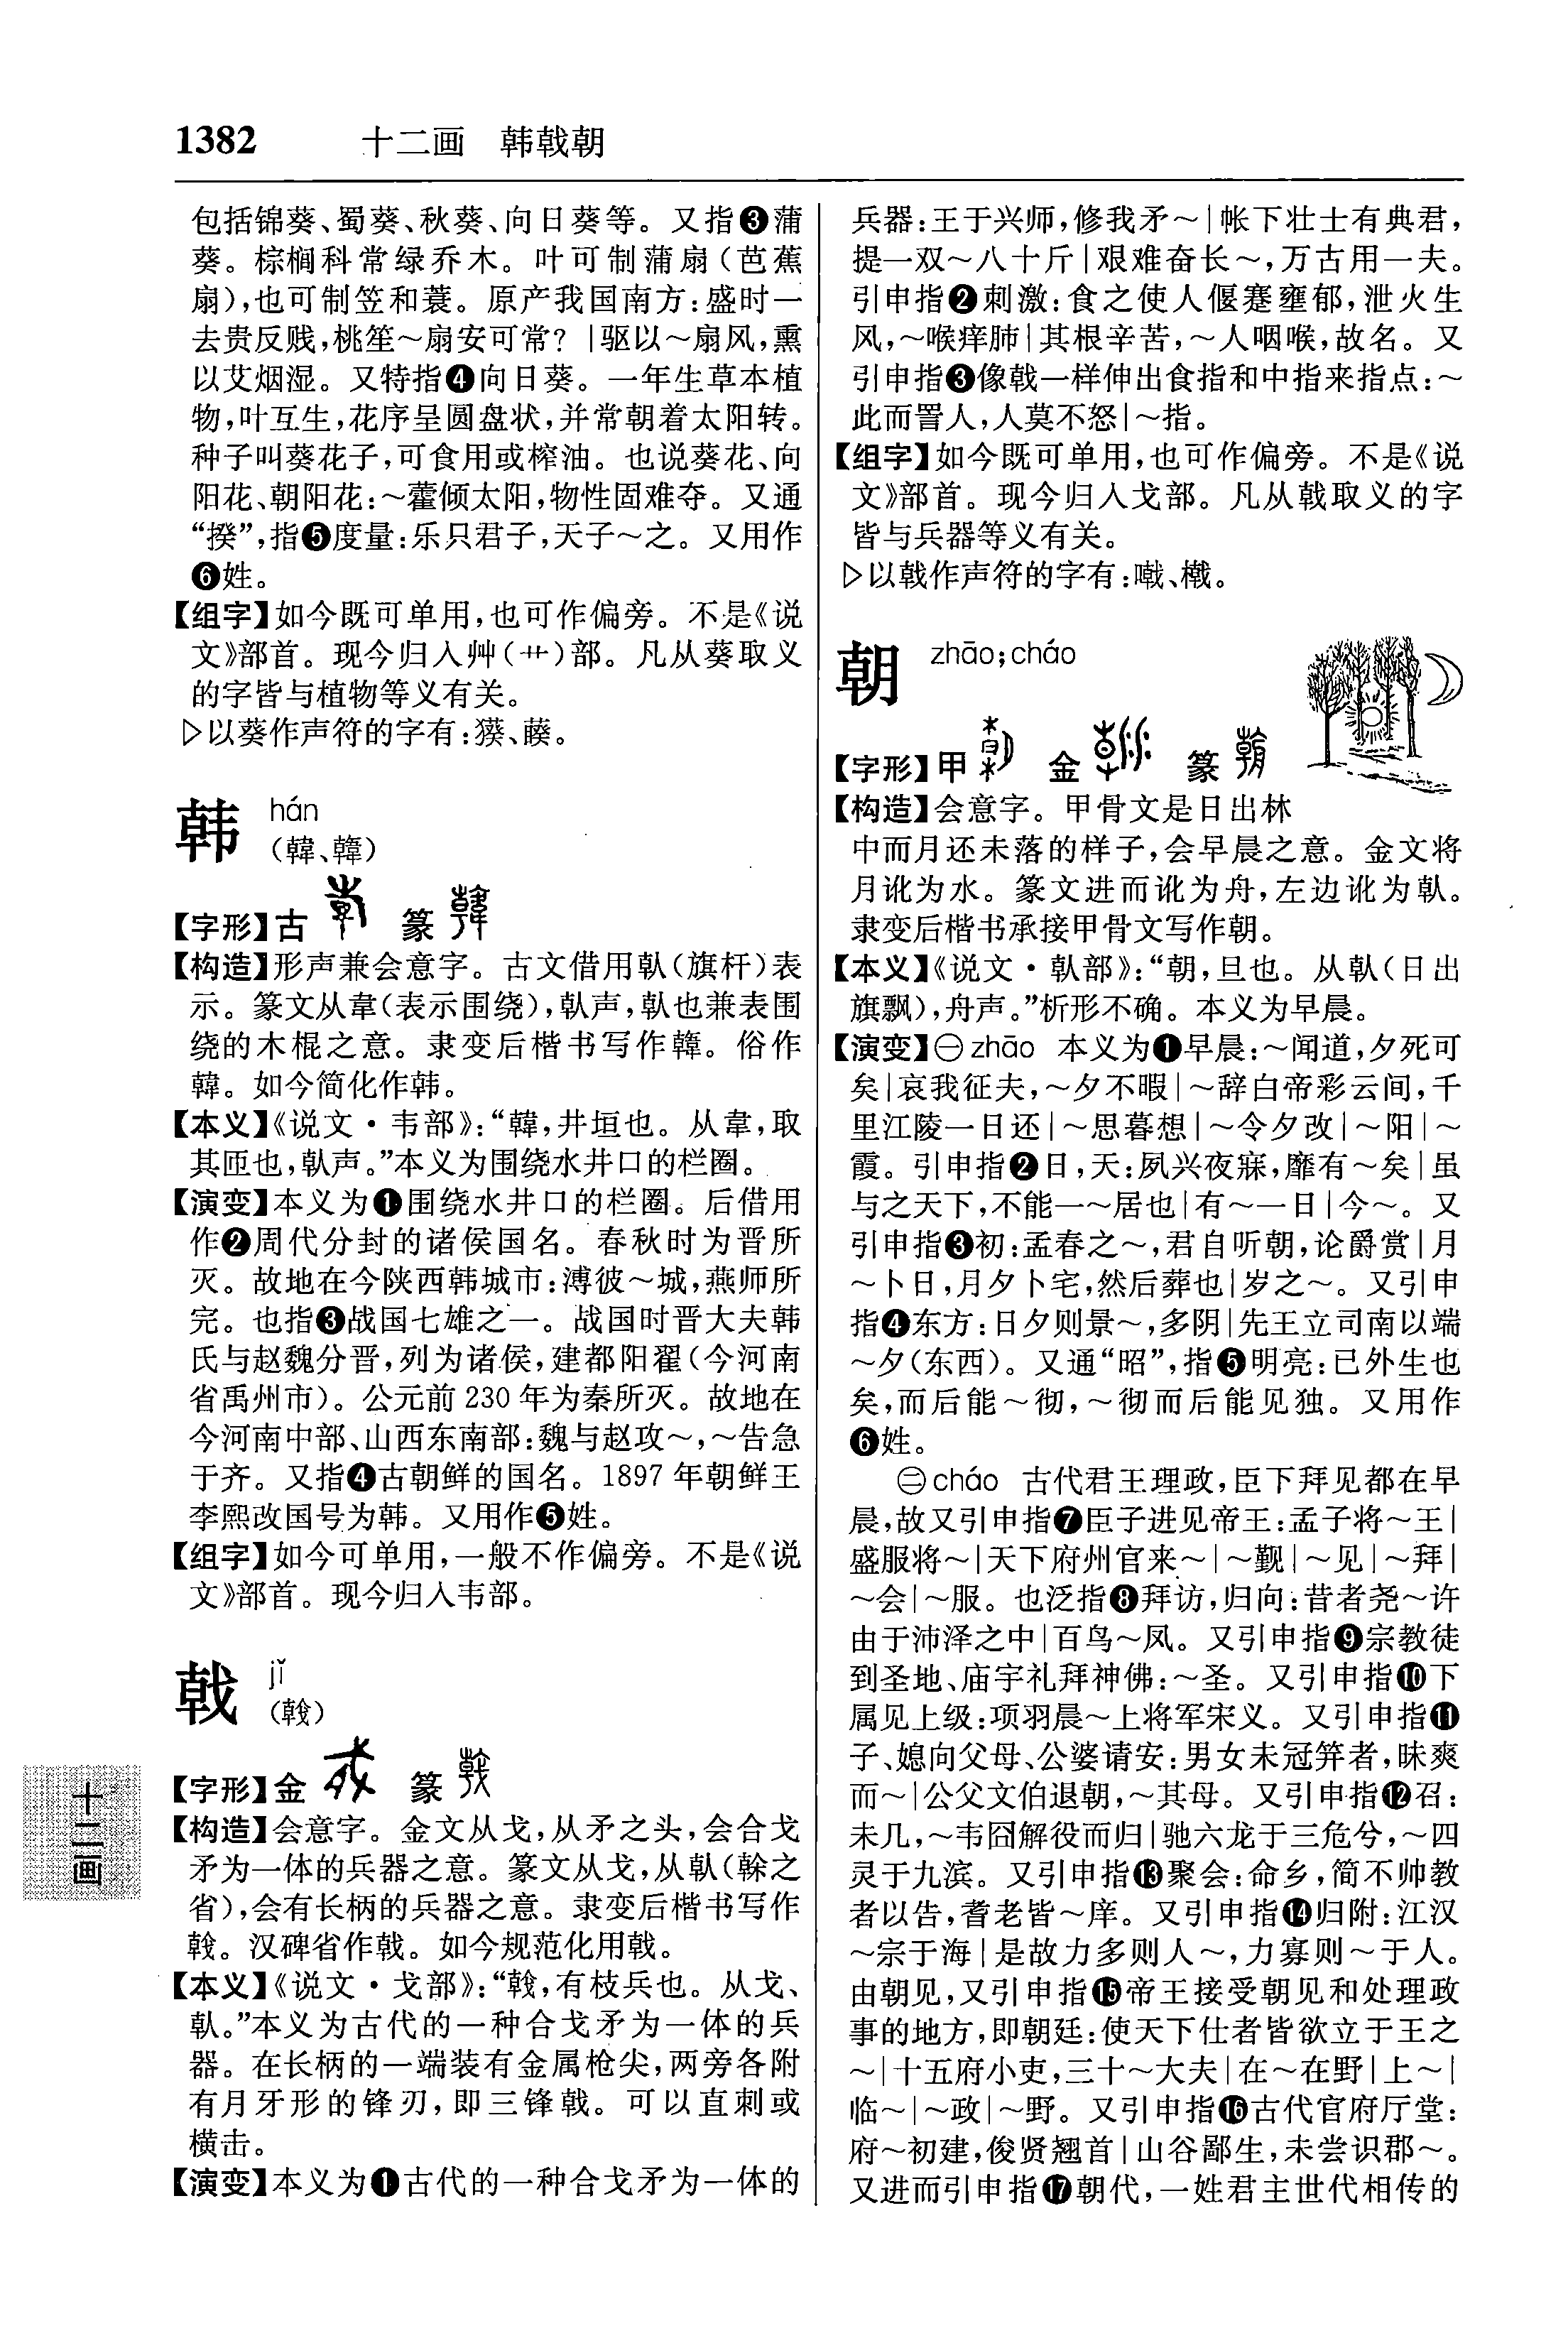 1382 十二画 韩戟朝
包括锦葵、蜀葵、秋葵、向日葵等。又指❸蒲
葵。棕榈科常绿乔木。叶可制蒲扇(芭蕉
扇),也可制笠和蓑。原产我国南方:盛时一
去贵反贱,桃笙～扇安可常?|驱以～扇风,熏
以艾烟湿。又特指❹向日葵。一年生草本植
物,叶互生,花序呈圆盘状,并常朝着太阳转。
种子叫葵花子,可食用或榨油。也说葵花、向
阳花、朝阳花:～藿倾太阳,物性固难夺。又通
“揆”,指❺度量:乐只君子,天子～之。又用作
❻姓。
【组字】如今既可单用,也可作偏旁。不是《说
文》部首。现今归入艸(艹)部。凡从葵取义
的字皆与植物等义有关。
▷以葵作声符的字有:
韩 hán
(韓、韩)
【字形】古 篆
【构造】形声兼会意字。古文借用倝(旗杆)表
示。篆文从韋(表示围绕),倝声,倝也兼表围
绕的木棍之意。隶变后楷书写作韓。俗作
韓。如今简化作韩。
【本义】《说文·韦部》:“韓,井垣也。从韋,取
其匝也,倝声。”本义为围绕水井口的栏圈。
【演变】本义为❶围绕水井口的栏圈。后借用
作❷周代分封的诸侯国名。春秋时为晋所
灭。故地在今陕西韩城市:溥彼～城,燕师所
完。也指❸战国七雄之一。战国时晋大夫韩
氏与赵魏分晋,列为诸侯,建都阳翟(今河南
省禹州市)。公元前230年为秦所灭。故地在
今河南中部、山西东南部:魏与赵攻～,～告急
于齐。又指❹古朝鲜的国名。1897年朝鲜王
李熙改国号为韩。又用作❺姓。
【组字】如今可单用,一般不作偏旁。不是《说
文》部首。现今归入韦部。
戟 jǐ
(㦸)
【字形】金 篆
【构造】会意字。金文从戈,从矛之头,会合戈
矛为一体的兵器之意。篆文从戈,从倝(榦之
省),会有长柄的兵器之意。隶变后楷书写作
㦸。汉碑省作戟。如今规范化用戟。
【本义】《说文·戈部》:“㦸,有枝兵也。从戈、
倝。”本义为古代的一种合戈矛为一体的兵
器。在长柄的一端装有金属枪尖,两旁各附
有月牙形的锋刃,即三锋戟。可以直刺或
横击。
【演变】本义为❶古代的一种合戈矛为一体的
兵器:王于兴师,修我矛～|帐下壮士有典君,
提一双～八十斤|艰难奋长～,万古用一夫。
引申指❷刺激:食之使人偃蹇壅郁,泄火生
风,～喉痒肺|其根辛苦,～人咽喉,故名。又
引申指❸像戟一样伸出食指和中指来指点:～
此而詈人,人莫不怒|～指。
【组字】如今既可单用,也可作偏旁。不是《说
文》部首。现今归入戈部。凡从戟取义的字
皆与兵器等义有关。
▷以戟作声符的字有:
朝 zhāo;cháo
【字形】甲 金 篆
【构造】会意字。甲骨文是日出林
中而月还未落的样子,会早晨之意。金文将
月讹为水。篆文进而讹为舟,左边讹为倝。
隶变后楷书承接甲骨文写作朝。
【本义】《说文·倝部》:“朝,旦也。从倝(日出
旗飘),舟声。”析形不确。本义为早晨。
【演变】㊀zhāo 本义为❶早晨:～闻道,夕死可
矣|哀我征夫,～夕不暇|～辞白帝彩云间,千
里江陵一日还|～思暮想|～令夕改|～阳|～
霞。引申指❷日,天:夙兴夜寐,靡有～矣|虽
与之天下,不能一～居也|有～一日|今～。又
引申指❸初:孟春之～,君自听朝,论爵赏|月
～卜日,月夕卜宅,然后葬也|岁之～。又引申
指❹东方:日夕则景～,多阴|先王立司南以端
～夕(东西)。又通“昭”,指❺明亮:已外生也
矣,而后能～彻,～彻而后能见独。又用作
❻姓。
㊁cháo 古代君王理政,臣下拜见都在早
晨,故又引申指❼臣子进见帝王:孟子将～王|
盛服将～|天下府州官来～|～觐|～见|～拜|
～会|～服。也泛指❽拜访,归向:昔者尧～许
由于沛泽之中|百鸟～凤。又引申指❾宗教徒
到圣地、庙宇礼拜神佛:～圣。又引申指❿下
属见上级:项羽晨～上将军宋义。又引申指⓫
子、媳向父母、公婆请安:男女未冠笄者,昧爽
而～|公父文伯退朝,～其母。又引申指⓬召:
未几,～韦囧解役而归|驰六龙于三危兮,～四
灵于九滨。又引申指⓭聚会:命乡,简不帅教
者以告,耆老皆～庠。又引申指⓮归附:江汉
～宗于海|是故力多则人～,力寡则～于人。
由朝见,又引申指⓯帝王接受朝见和处理政
事的地方,即朝廷:使天下仕者皆欲立于王之
～|十五府小吏,三十～大夫|在～在野|上～|
临～|～政|～野。又引申指⓰古代官府厅堂:
府～初建,俊贤翘首|山谷鄙生,未尝识郡～。
又进而引申指⓱朝代,一姓君主世代相传的
十二画